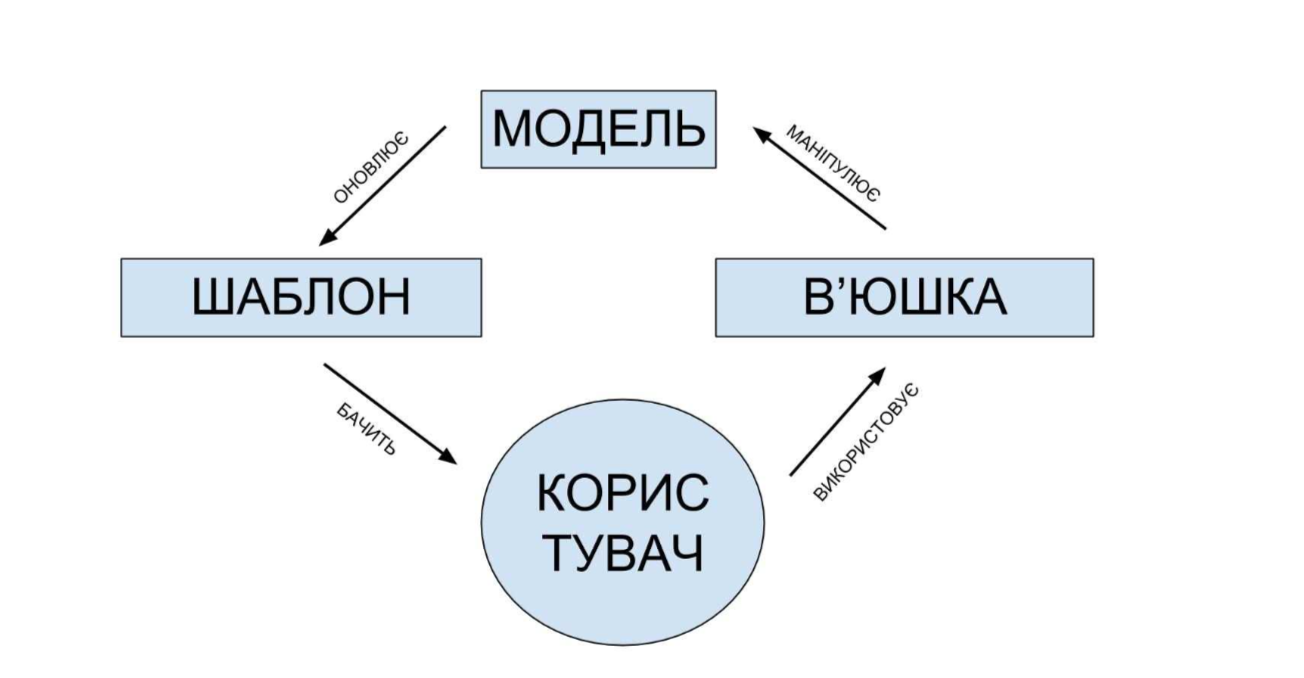 МОДЕЛЬ
ОНОВЛЮЄ
МАНІПУЛЮЄ
ШАБЛОН
В’ЮШКА
БАЧИТЬ
ВИКОРИСТОВУЄ
КОРИС
ТУВАЧ